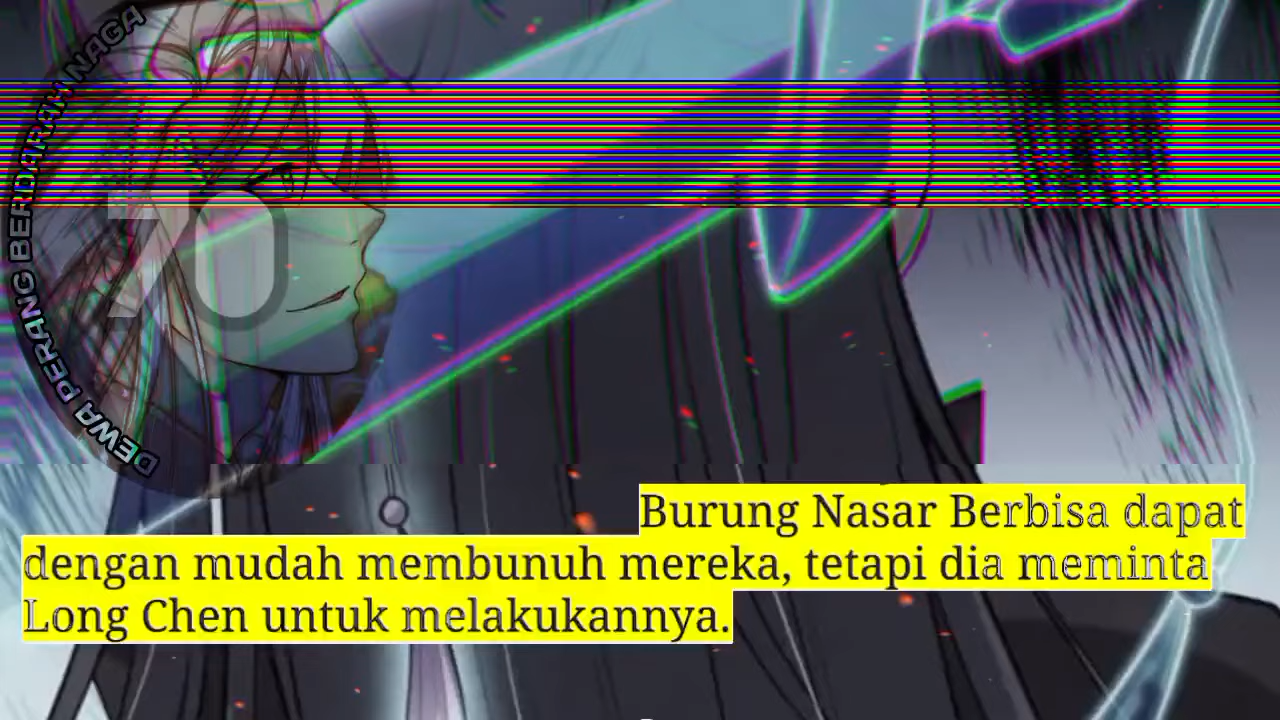 DEWA PERANG BERDARAH NAGA
70
Burung Nasar Berbisa dapat
dengan mudah membunuh mereka, tetapi dia meminta
Long Chen untuk melakukannya.